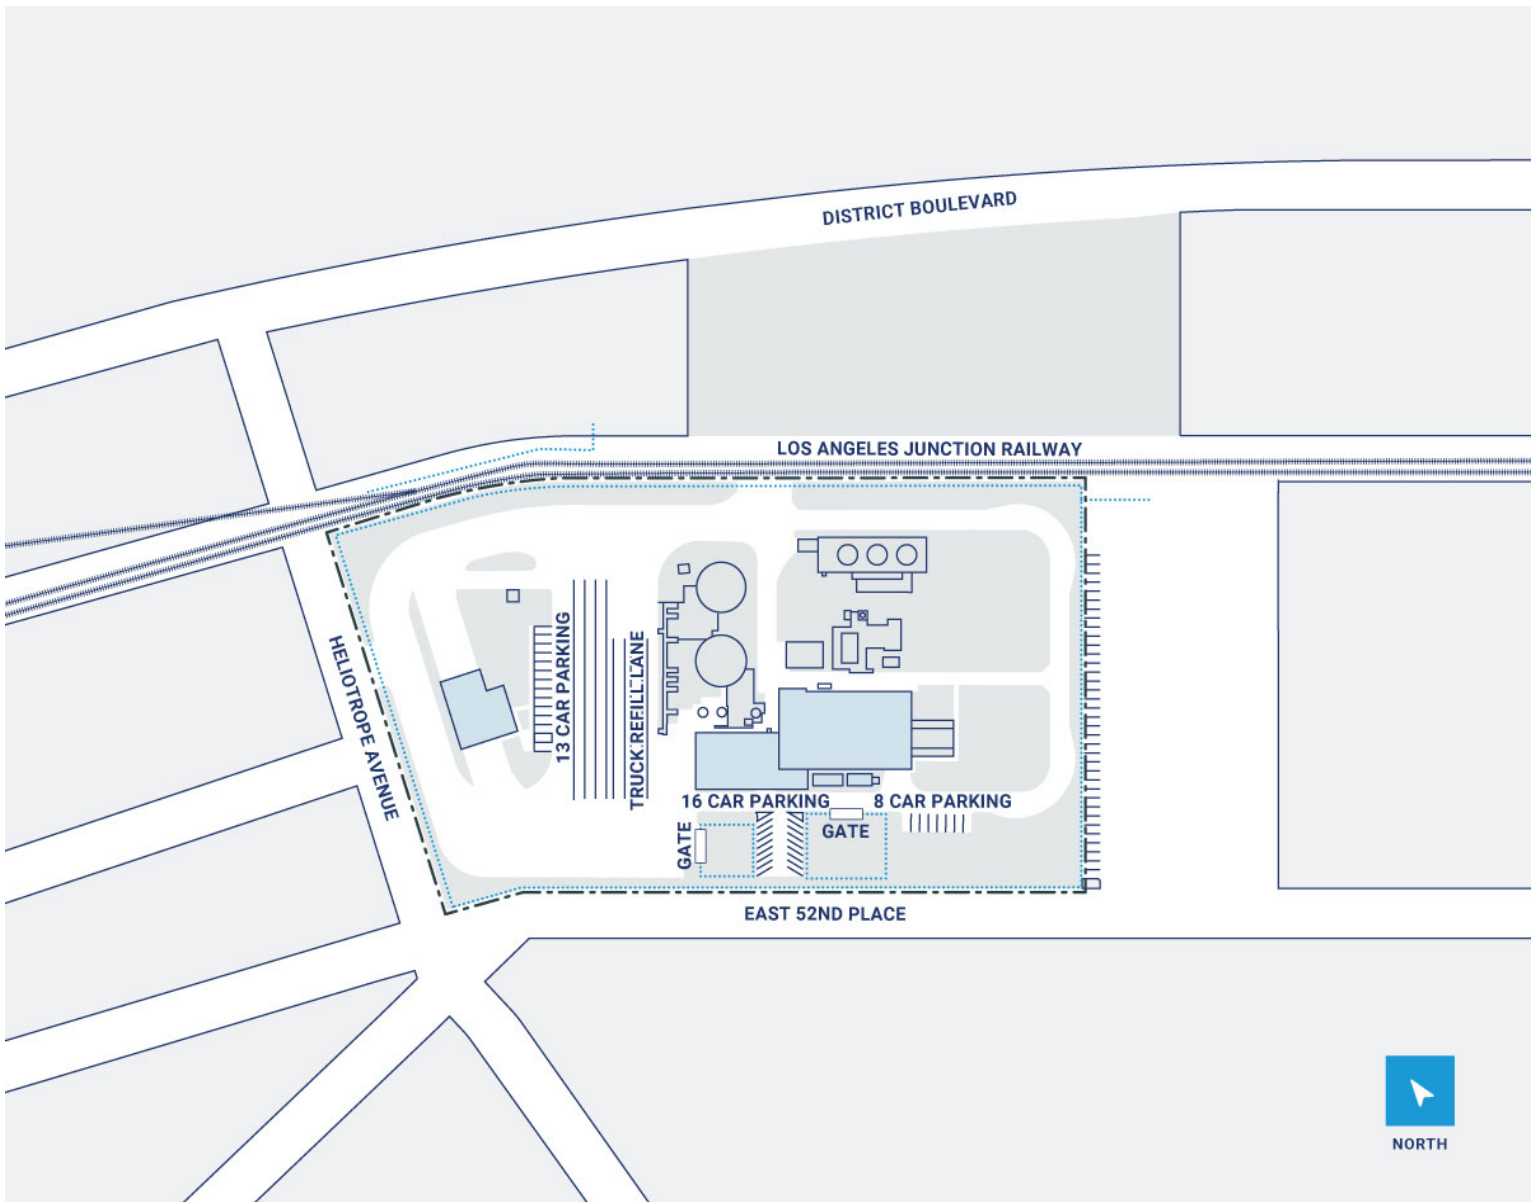 DISTRICT BOULEVARD
LOS ANGELES JUNCTION RAILWAY
HELIOTROPE AVENUE
13 CAR PARKING
TRUCK REFILL LANE
16 CAR PARKING
8 CAR PARKING
GATE
GATE
EAST 52ND PLACE
NORTH